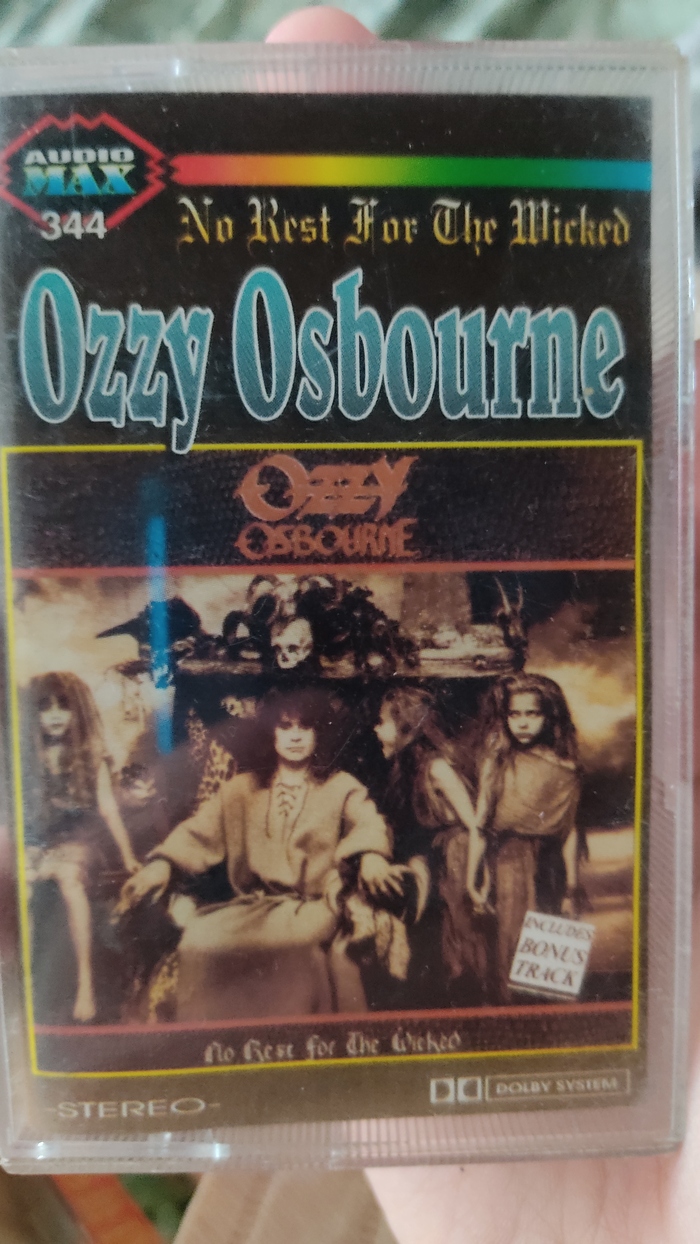 AUDIO
MAX
344
No Rest For The Wicked
Ozzy Osbourne
OZZY
OSBOURNE
INCLUDES
BONUS
TRACK
No Rest for The Wicked
-STEREO-
DOLBY SYSTEM